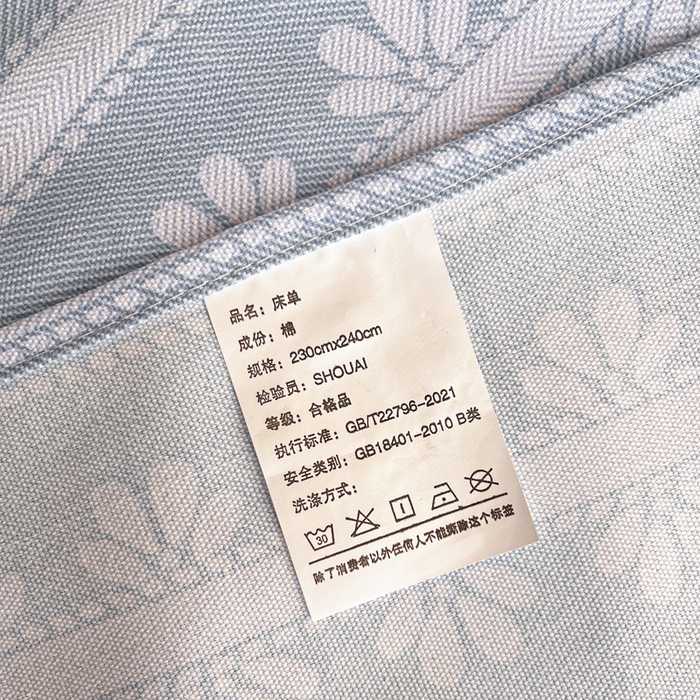 品名：床单
成份：棉
规格：230cmx240cm
检验员：SHOUAI
等级：合格品
执行标准：GB/T22796-2021
安全类别：GB18401-2010 B类
洗涤方式：
30
除了消费者以外任何人不能撕除这个标签